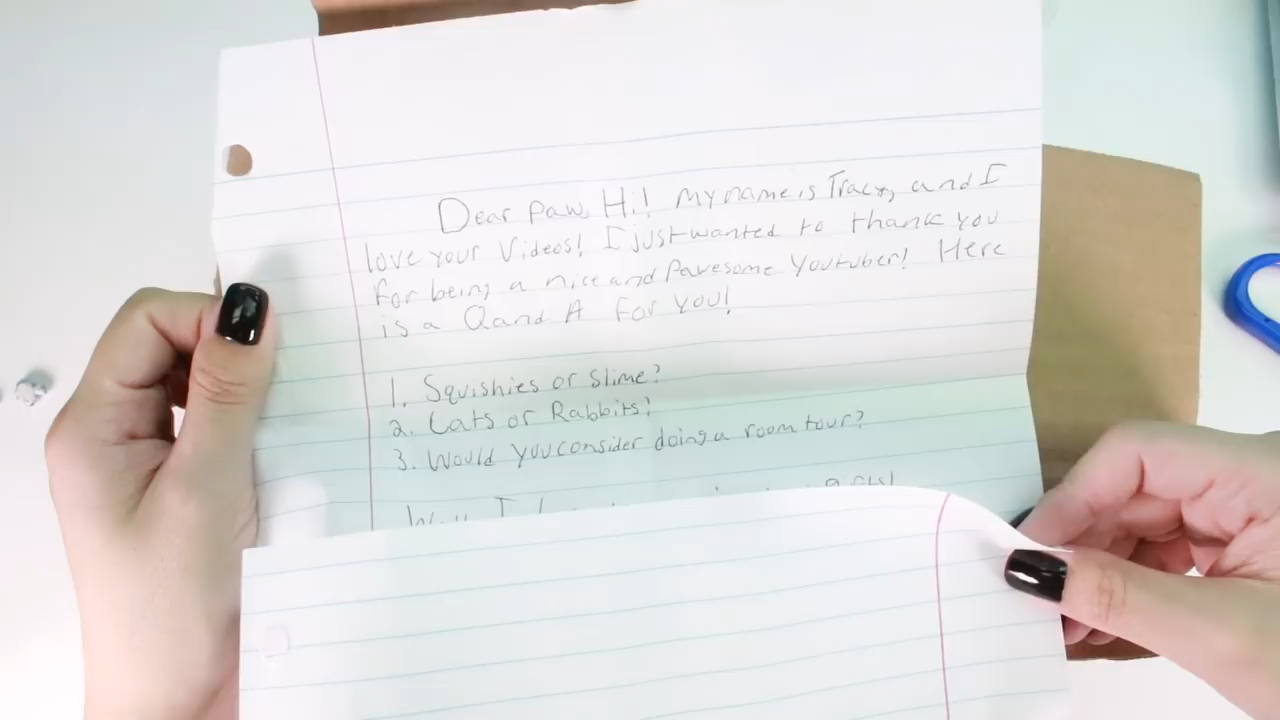 Dear Paw, Hi! My name is Tracy, and I
love your Videos! I just wanted to thank you
for being a nice and Pawesome Youtuber! Here
is a Q and A for you!
1. Squishies or Slime?
2. Cats or Rabbits?
3. Would you consider doing a room tour?